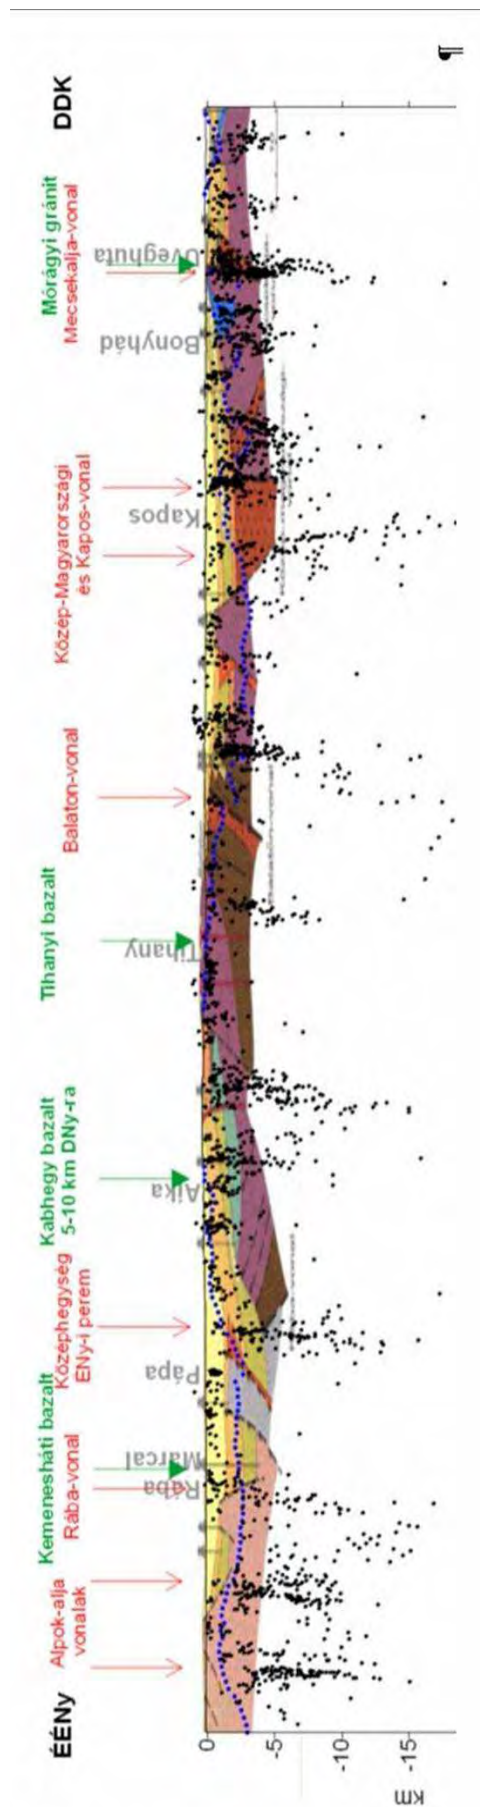 ¶
ÉÉNy
DDK
Alpok-alja
vonalak
Kemenesháti bazalt
Rába-vonal
Középhegység
ÉNy-i perem
Kabhegy bazalt
5-10 km DNy-ra
Tihanyi bazalt
Balaton-vonal
Közép-Magyarországi
és Kapos-vonal
Mórágyi gránit
Mecsekalja-vonal
Rába
Marcal
Pápa
Ajka
Tihany
Kapos
Bonyhád
Üveghuta
0
-5
-10
-15
km